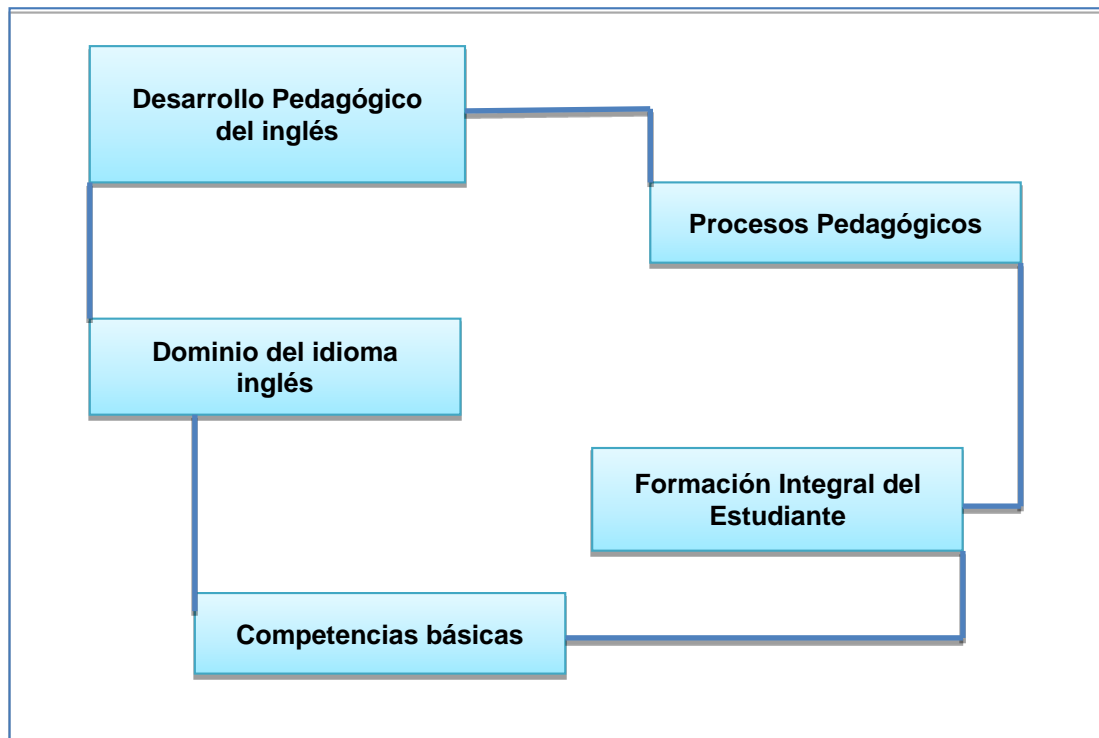 Desarrollo Pedagógico
del inglés
Procesos Pedagógicos
Dominio del idioma
inglés
Formación Integral del
Estudiante
Competencias básicas